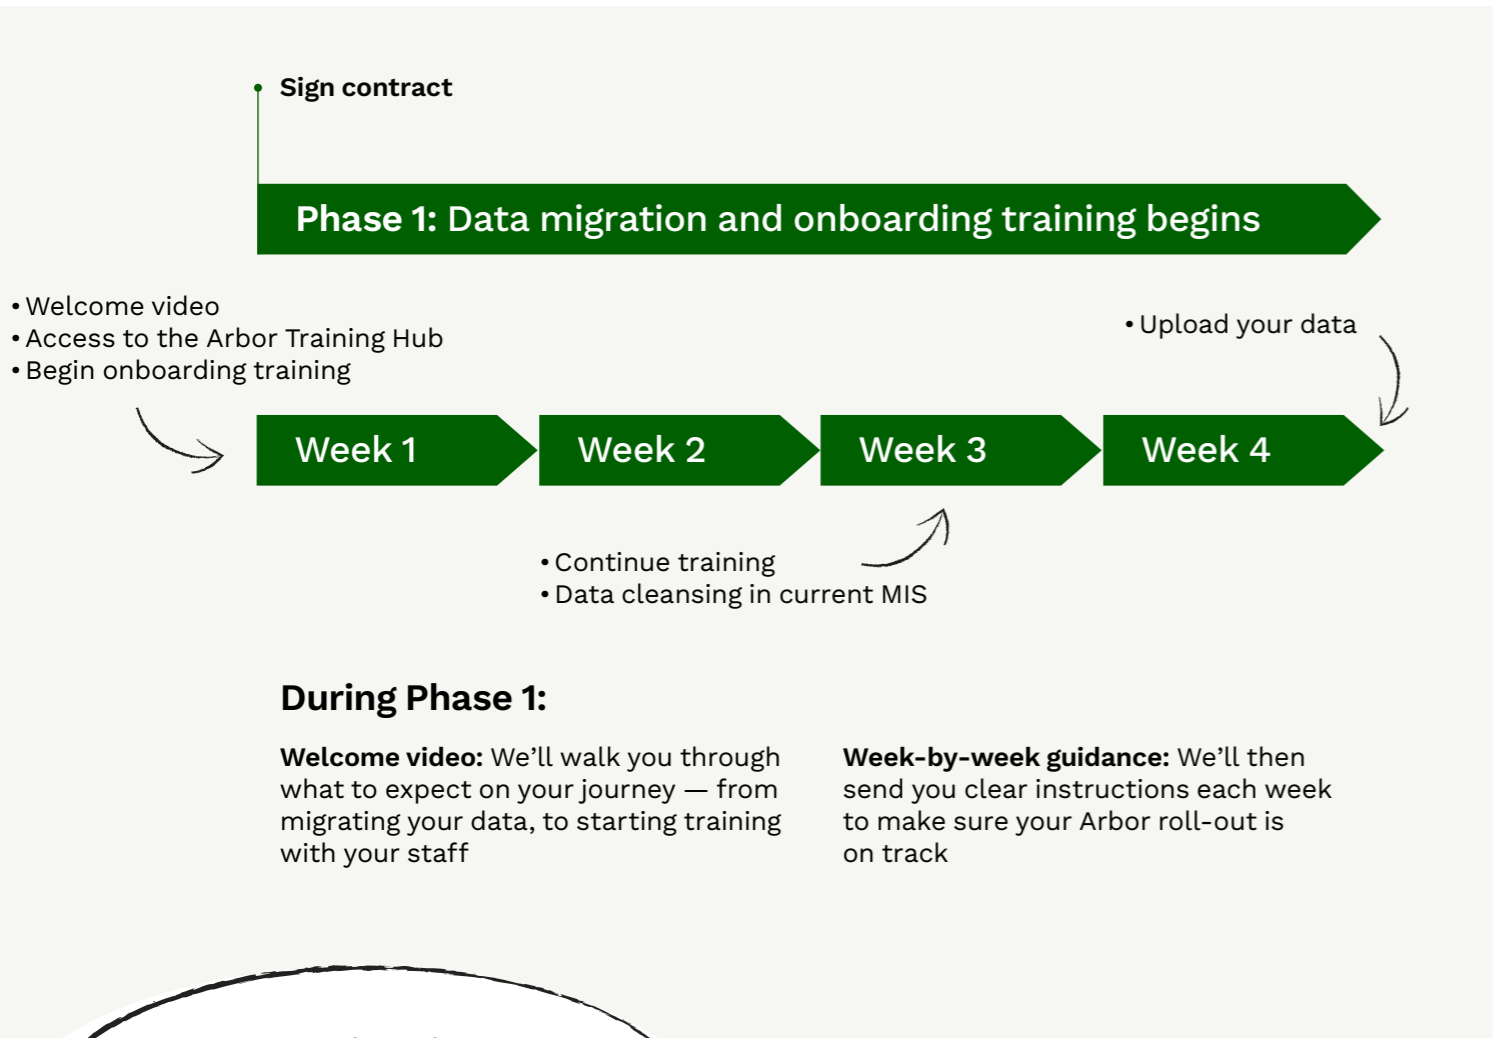 Sign contract
Phase 1: Data migration and onboarding training begins
• Welcome video
• Access to the Arbor Training Hub
• Begin onboarding training
• Upload your data
Week 1
Week 2
Week 3
Week 4
• Continue training
• Data cleansing in current MIS
During Phase 1:
Welcome video: We’ll walk you through
what to expect on your journey — from
migrating your data, to starting training
with your staff
Week-by-week guidance: We’ll then
send you clear instructions each week
to make sure your Arbor roll-out is
on track